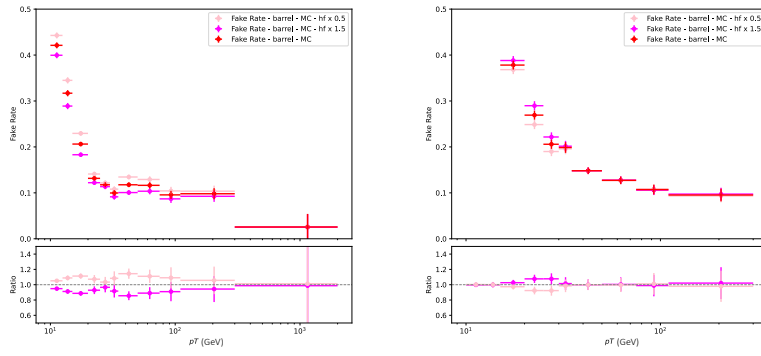 0.5
0.4
0.3
0.2
0.1
0.0
Fake Rate
Fake Rate - barrel - MC - hf x 0.5
Fake Rate - barrel - MC - hf x 1.5
Fake Rate - barrel - MC
1.4
1.2
1.0
0.8
0.6
Ratio
10¹ 10² 10³
pT (GeV)
0.5
0.4
0.3
0.2
0.1
0.0
Fake Rate
Fake Rate - barrel - MC - hf x 0.5
Fake Rate - barrel - MC - hf x 1.5
Fake Rate - barrel - MC
1.4
1.2
1.0
0.8
0.6
Ratio
10¹ 10²
pT (GeV)